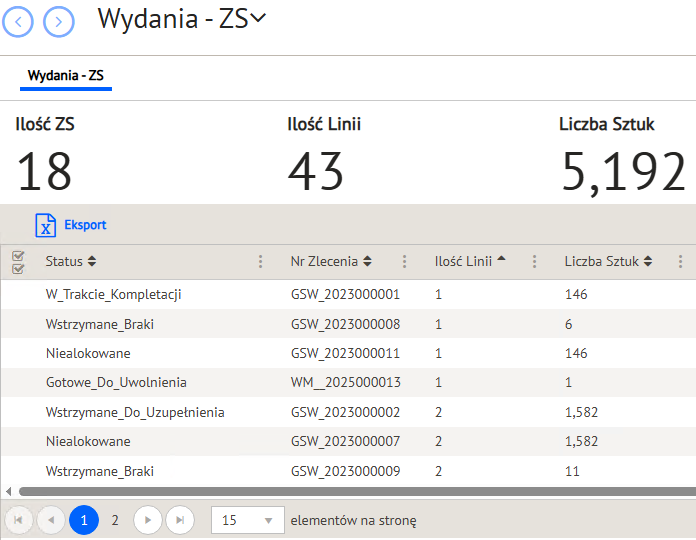 Wydania - ZS
Wydania - ZS
Ilość ZS Ilość Linii Liczba Sztuk
18 43 5,192
Eksport
Status Nr Zlecenia Ilość Linii Liczba Sztuk
W_Trakcie_Kompletacji GSW_2023000001 1 146
Wstrzymane_Braki GSW_2023000008 1 6
Niealokowane GSW_2023000011 1 146
Gotowe_Do_Uwolnienia WM__2025000013 1 1
Wstrzymane_Do_Uzupełnienia GSW_2023000002 2 1,582
Niealokowane GSW_2023000007 2 1,582
Wstrzymane_Braki GSW_2023000009 2 11
1 2 15 elementów na stronę